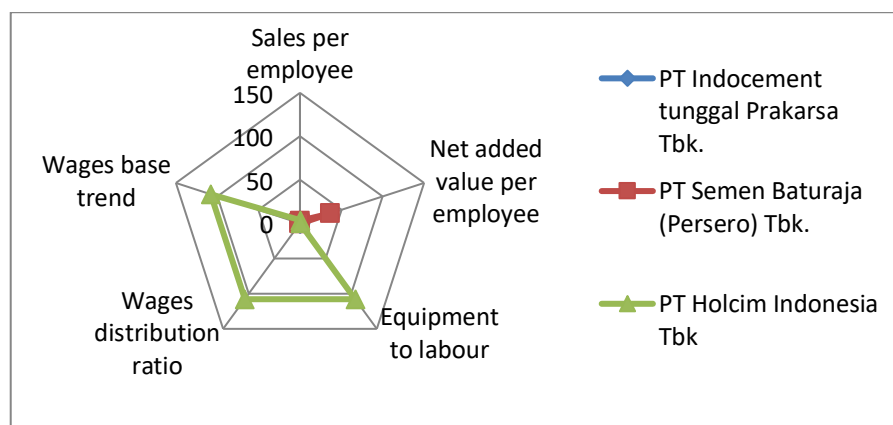 Sales per
employee
150
100
50
0
Net added
value per
employee
Equipment
to labour
Wages
distribution
ratio
Wages base
trend
PT Indocement
tunggal Prakarsa
Tbk.
PT Semen Baturaja
(Persero) Tbk.
PT Holcim Indonesia
Tbk